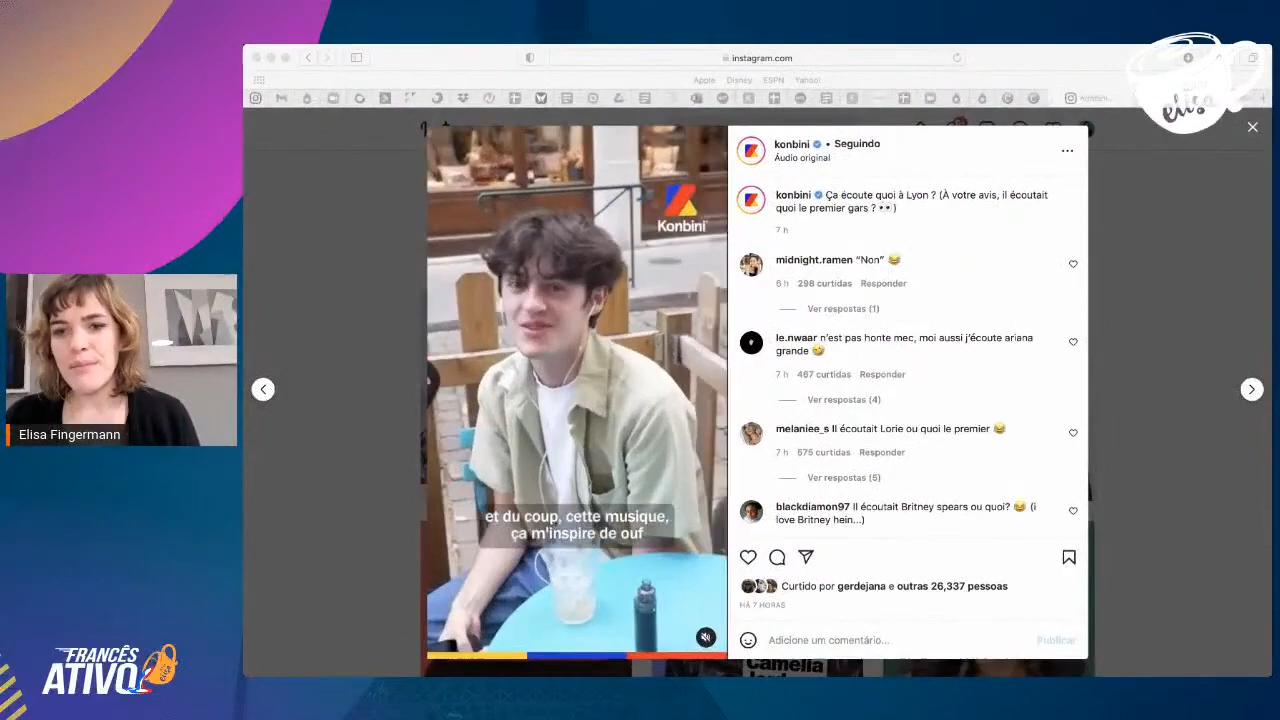 instagram.com
Apple Disney ESPN Yahoo!
elisa
konbini • Seguindo
Áudio original
Konbini
konbini Ça écoute quoi à Lyon ? (À votre avis, il écoutait
quoi le premier gars ? 👀)
7 h
midnight.ramen “Non” 😂
6 h 298 curtidas Responder
Ver respostas (1)
le.nwaar n’est pas honte mec, moi aussi j’écoute ariana
grande 🤣
7 h 467 curtidas Responder
Ver respostas (4)
melaniee_s Il écoutait Lorie ou quoi le premier 😂
7 h 575 curtidas Responder
Ver respostas (5)
blackdiamon97 Il écoutait Britney spears ou quoi? 😂 (i
love Britney hein...)
et du coup, cette musique,
ça m'inspire de ouf
Curtido por gerdejana e outras 26,337 pessoas
HÁ 7 HORAS
Adicione um comentário... Publicar
Camélia
Elisa Fingermann
FRANCÊS
ATIVO